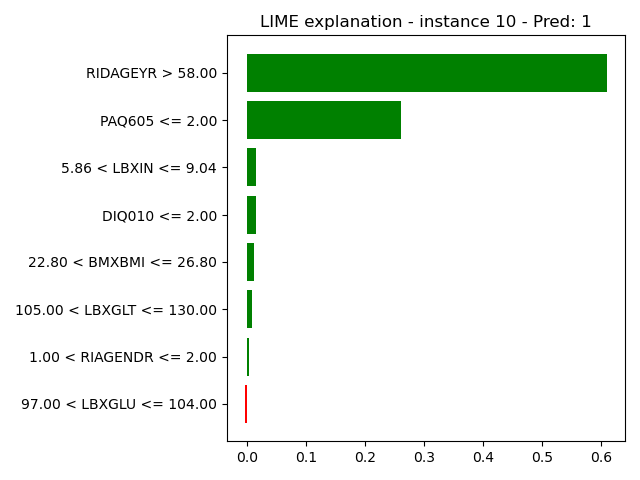 LIME explanation - instance 10 - Pred: 1
RIDAGEYR > 58.00
PAQ605 <= 2.00
5.86 < LBXIN <= 9.04
DIQ010 <= 2.00
22.80 < BMXBMI <= 26.80
105.00 < LBXGLT <= 130.00
1.00 < RIAGENDR <= 2.00
97.00 < LBXGLU <= 104.00
0.0 0.1 0.2 0.3 0.4 0.5 0.6